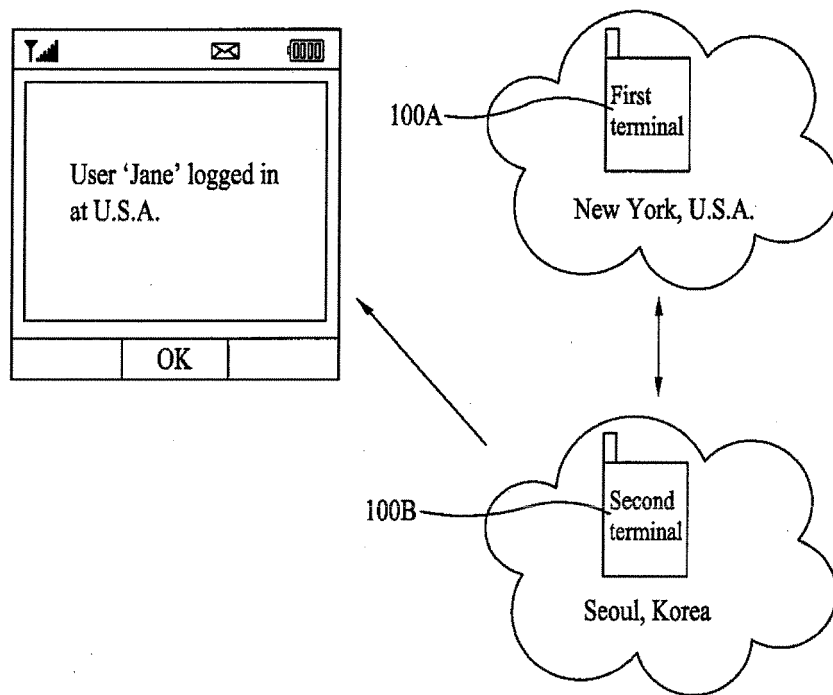 User ‘Jane’ logged in
at U.S.A.
OK
100A
First
terminal
New York, U.S.A.
100B
Second
terminal
Seoul, Korea